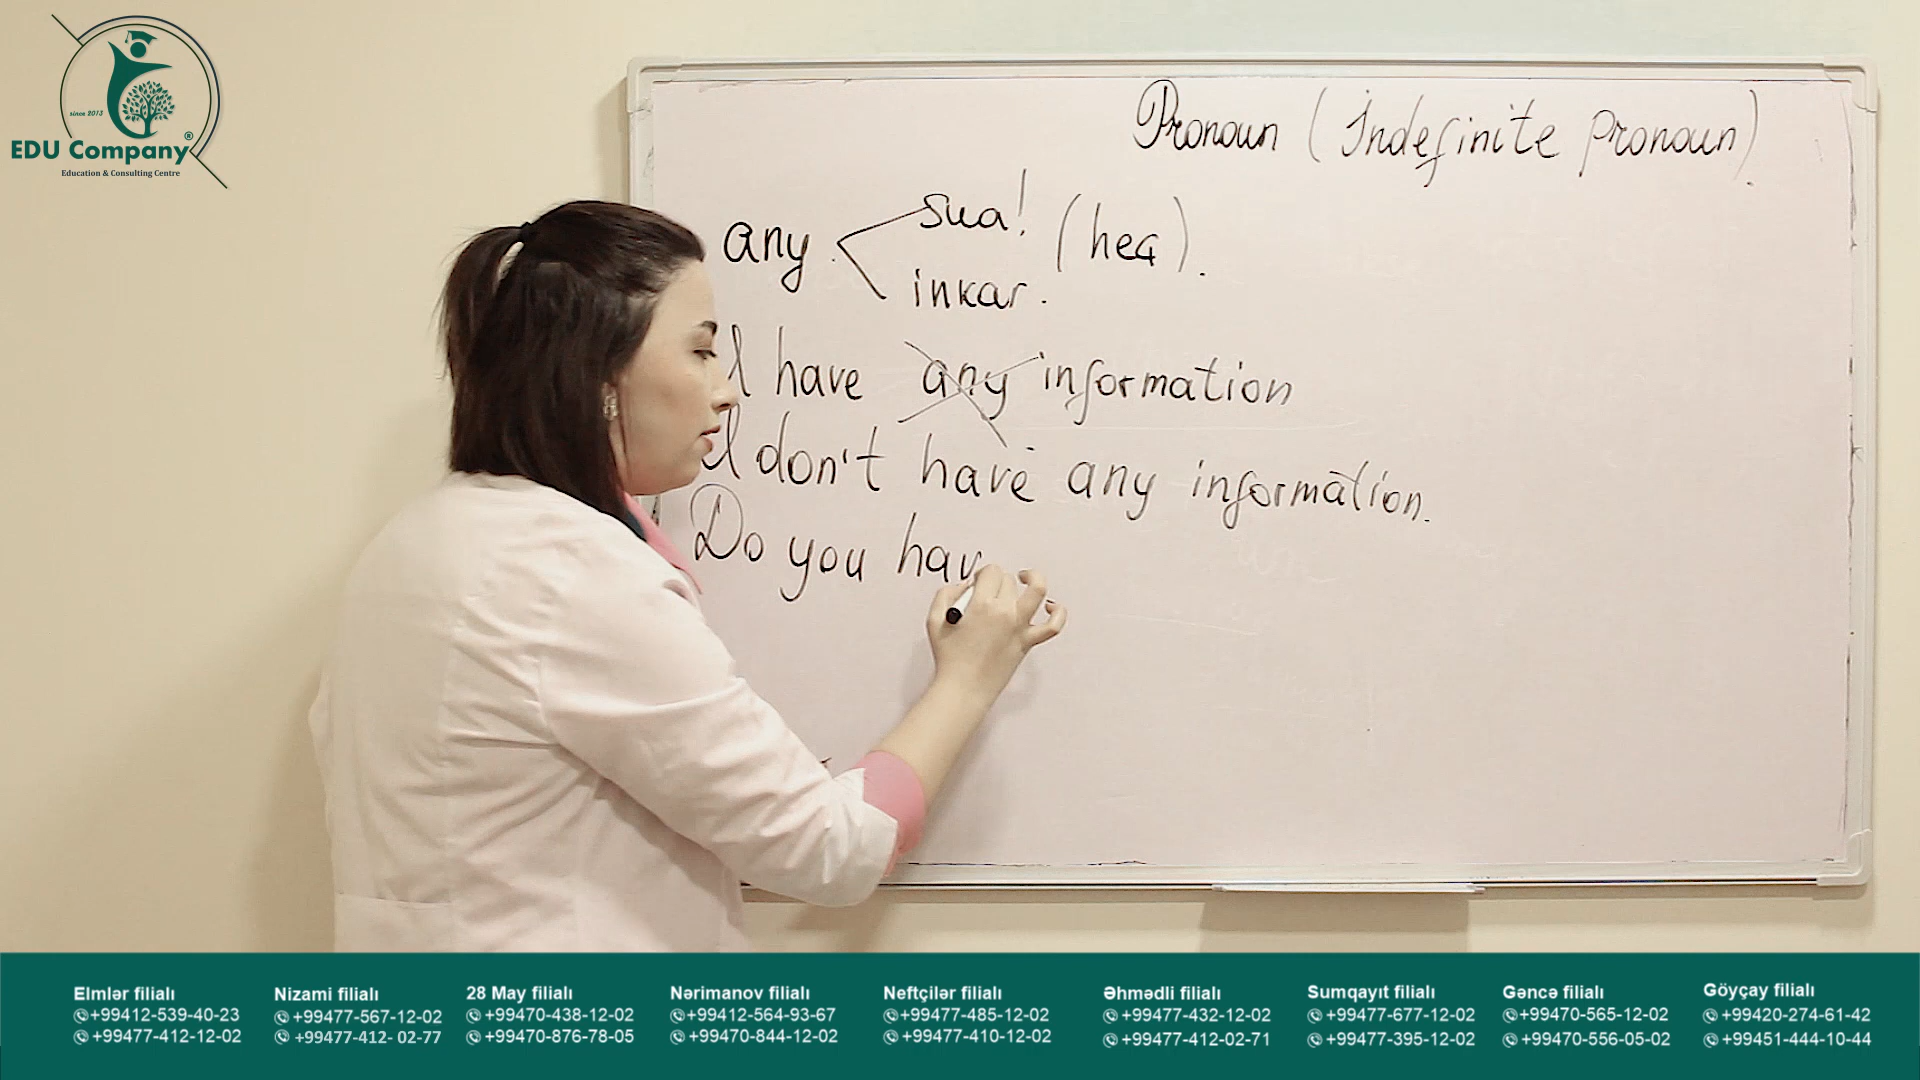 since 2013
EDU Company®
Education & Consulting Centre
Pronoun (Indefinite pronoun).
any
sual
(heç).
inkar.
I have any information
I don't have any information.
Do you hav
Elmlər filialı
+99412-539-40-23
+99477-412-12-02
Nizami filialı
+99477-567-12-02
+99477-412- 02-77
28 May filialı
+99470-438-12-02
+99470-876-78-05
Nərimanov filialı
+99412-564-93-67
+99470-844-12-02
Neftçilər filialı
+99477-485-12-02
+99477-410-12-02
Əhmədli filialı
+99477-432-12-02
+99477-412-02-71
Sumqayıt filialı
+99477-677-12-02
+99477-395-12-02
Gəncə filialı
+99470-565-12-02
+99470-556-05-02
Göyçay filialı
+99420-274-61-42
+99451-444-10-44